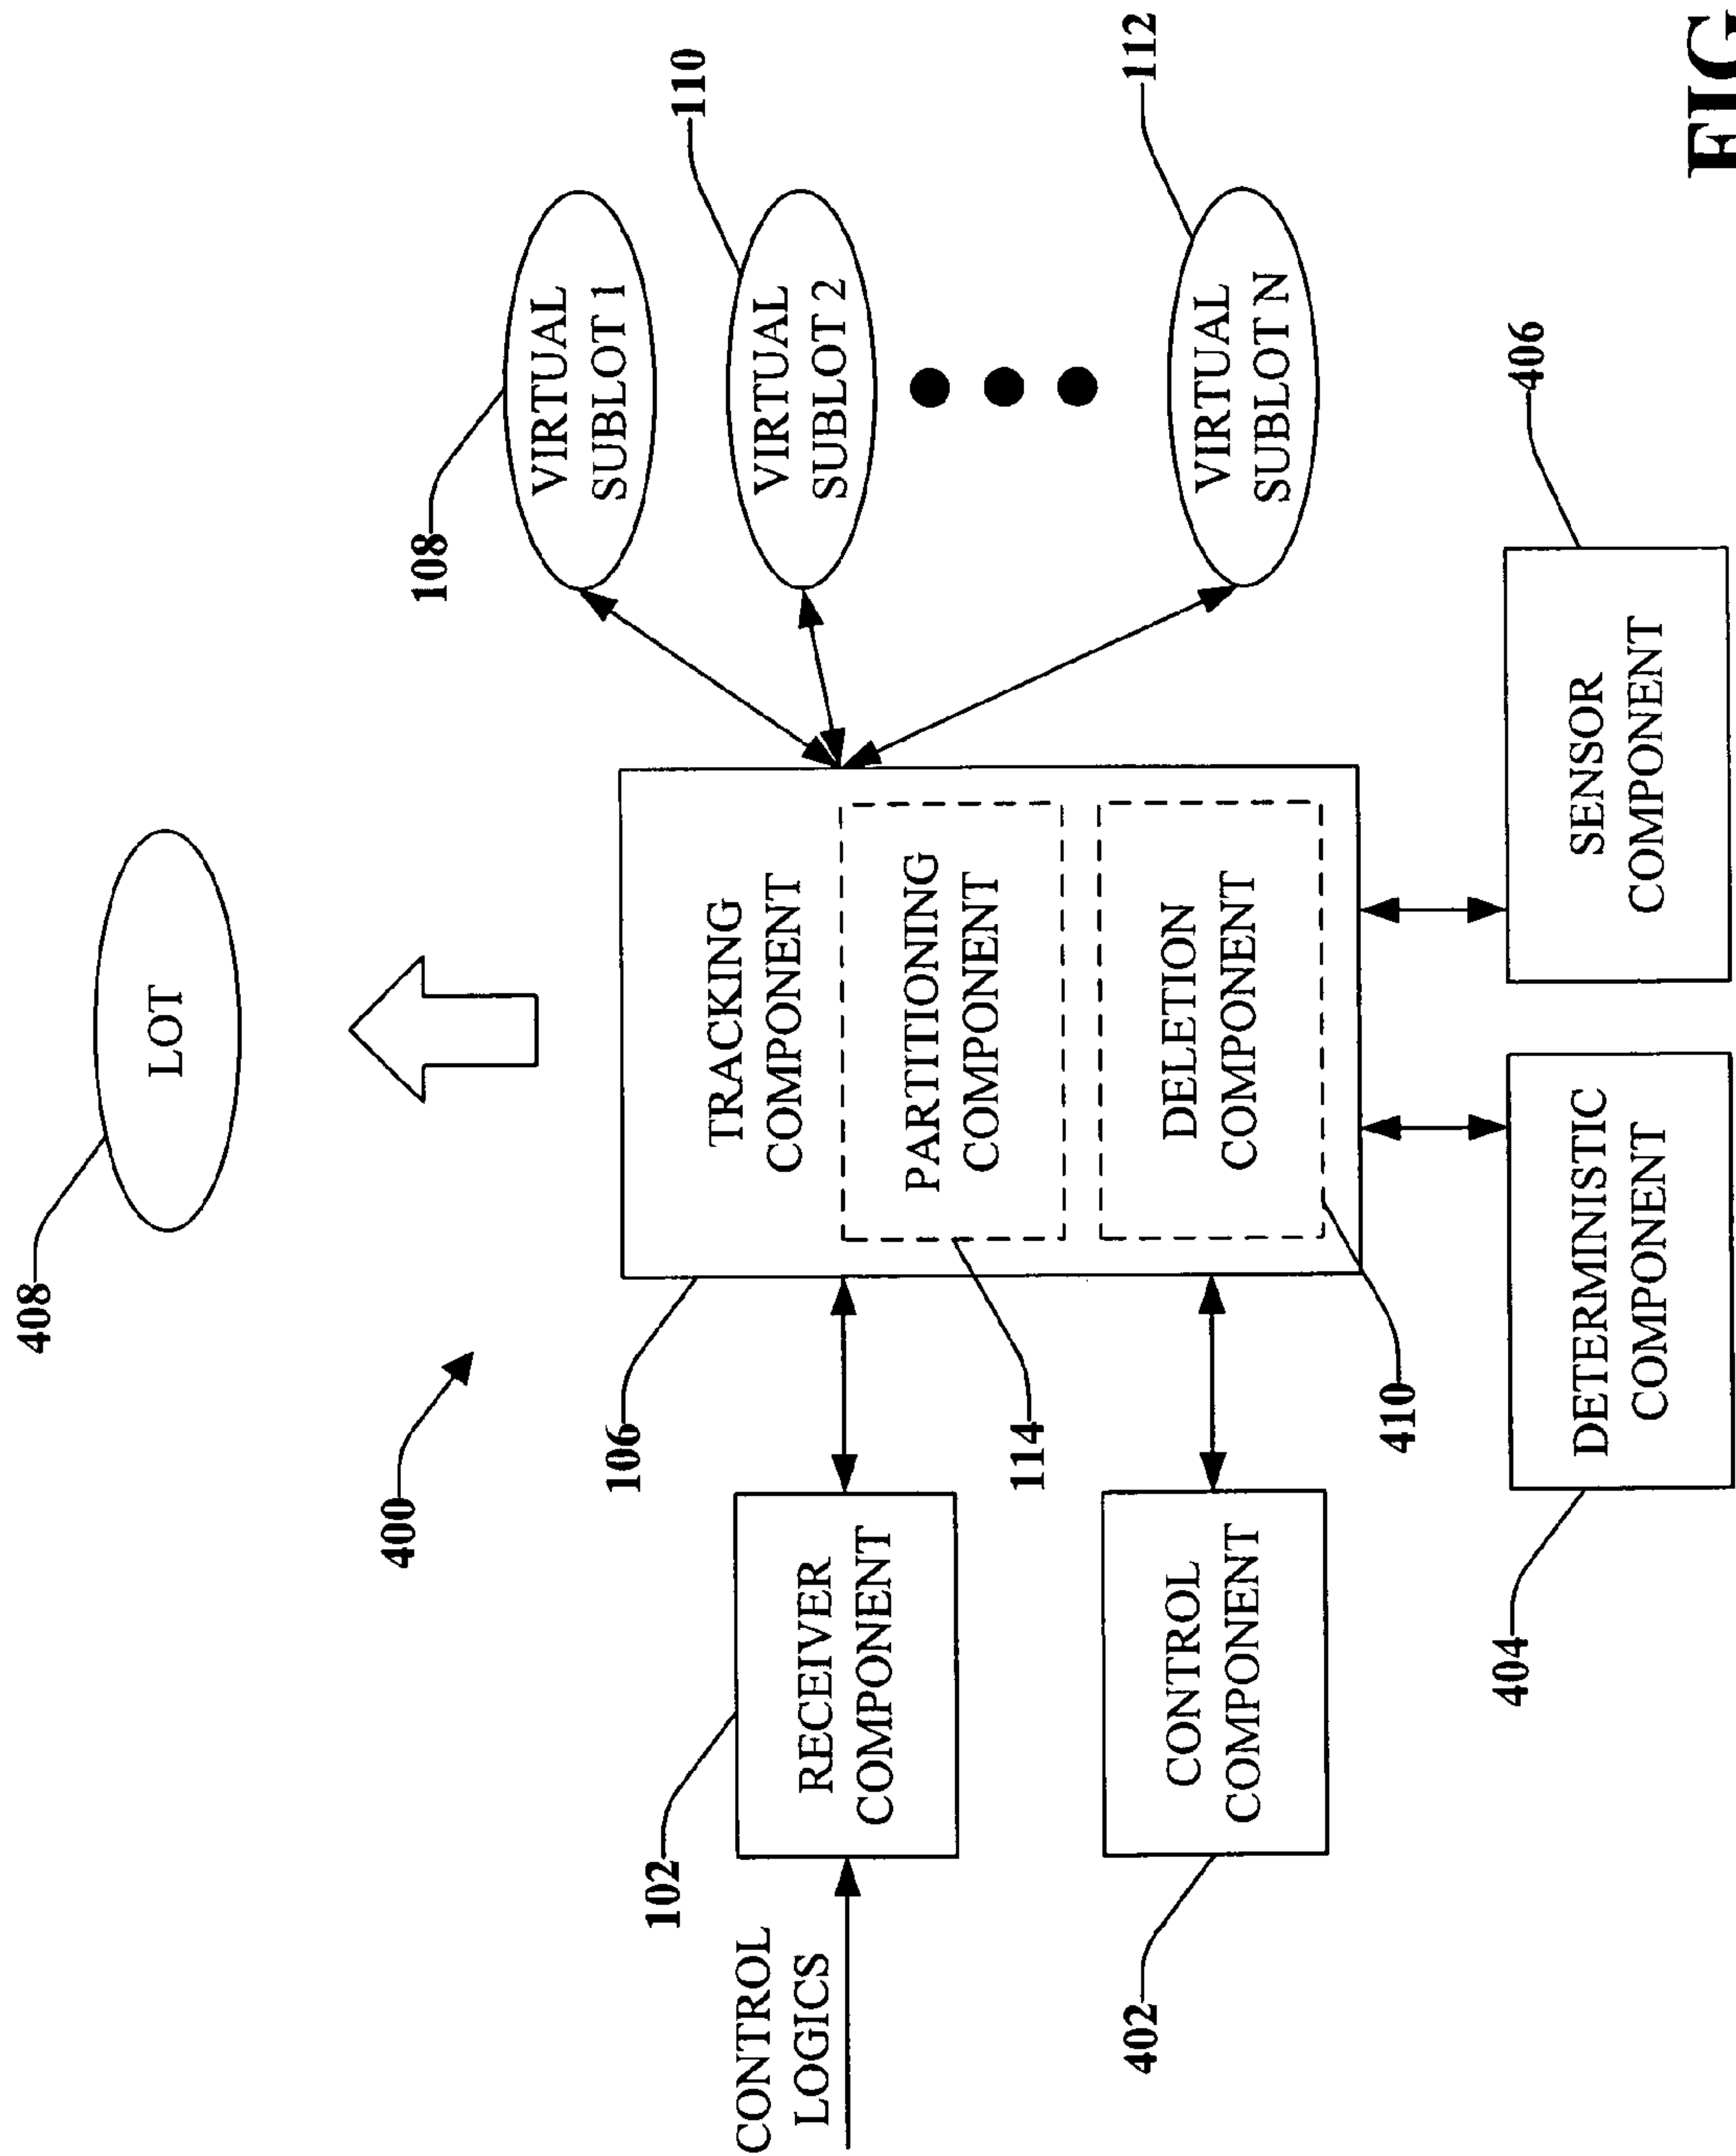 408
LOT
400
108
VIRTUAL
SUBLOT 1
110
VIRTUAL
SUBLOT 2
112
VIRTUAL
SUBLOT N
106
TRACKING
COMPONENT
PARTITIONING
COMPONENT
114
DELETION
COMPONENT
410
CONTROL
LOGICS
102
RECEIVER
COMPONENT
402
CONTROL
COMPONENT
404
DETERMINISTIC
COMPONENT
406
SENSOR
COMPONENT
FIG